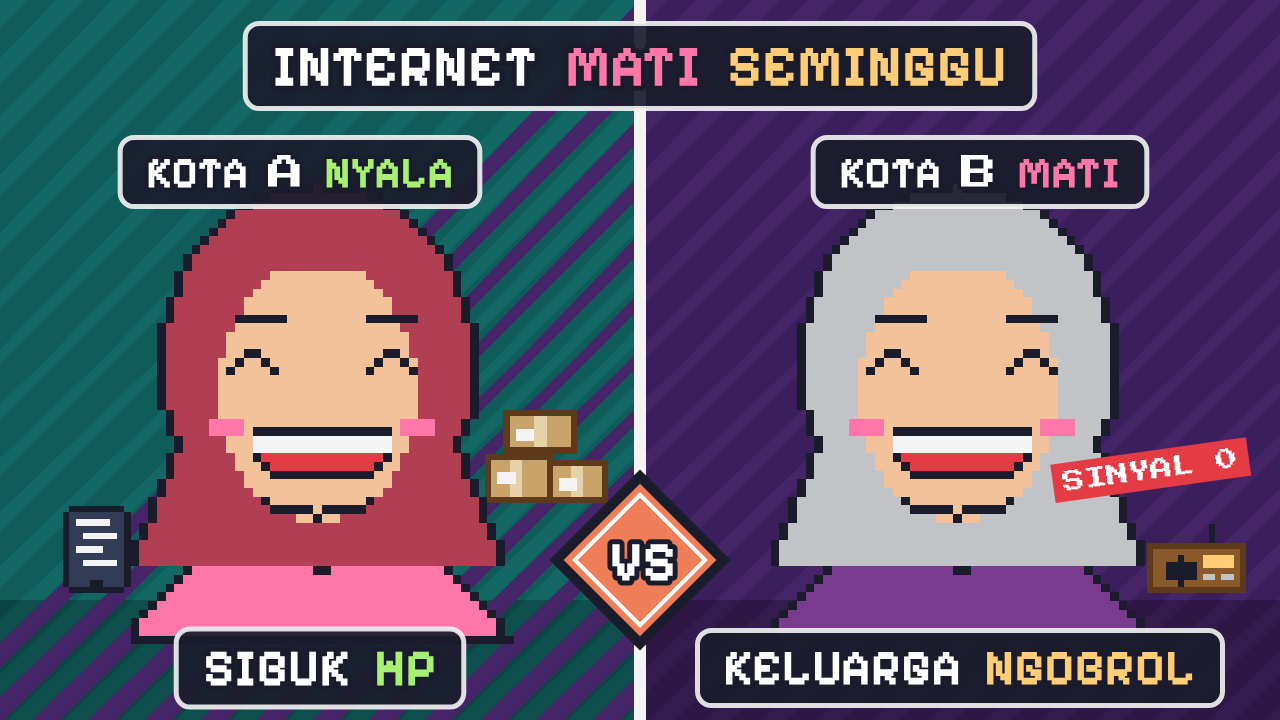 INTERNET MATI SEMINGGU
KOTA A NYALA
KOTA B MATI
SINYAL 0
VS
SIBUK HP
KELUARGA NGOBROL